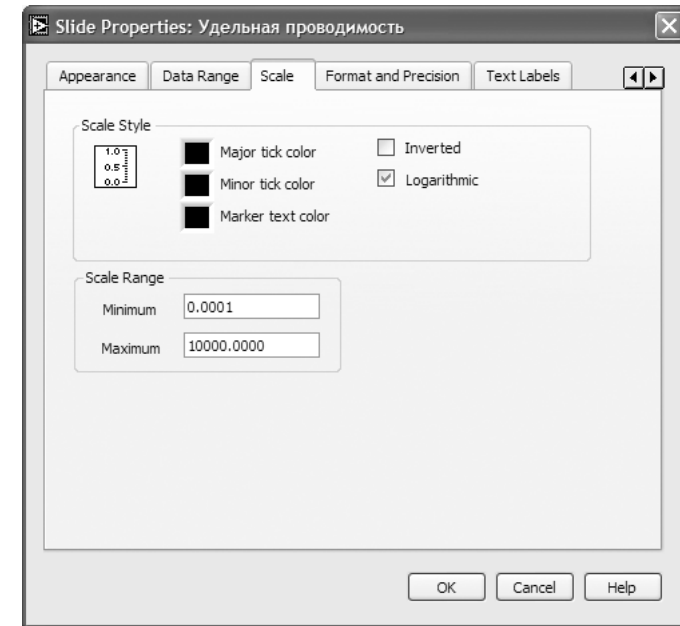 Slide Properties: Удельная проводимость
Appearance Data Range Scale Format and Precision Text Labels
Scale Style
1.0
0.5
0.0
Major tick color
Minor tick color
Marker text color
Inverted
Logarithmic
Scale Range
Minimum 0.0001
Maximum 10000.0000
OK Cancel Help